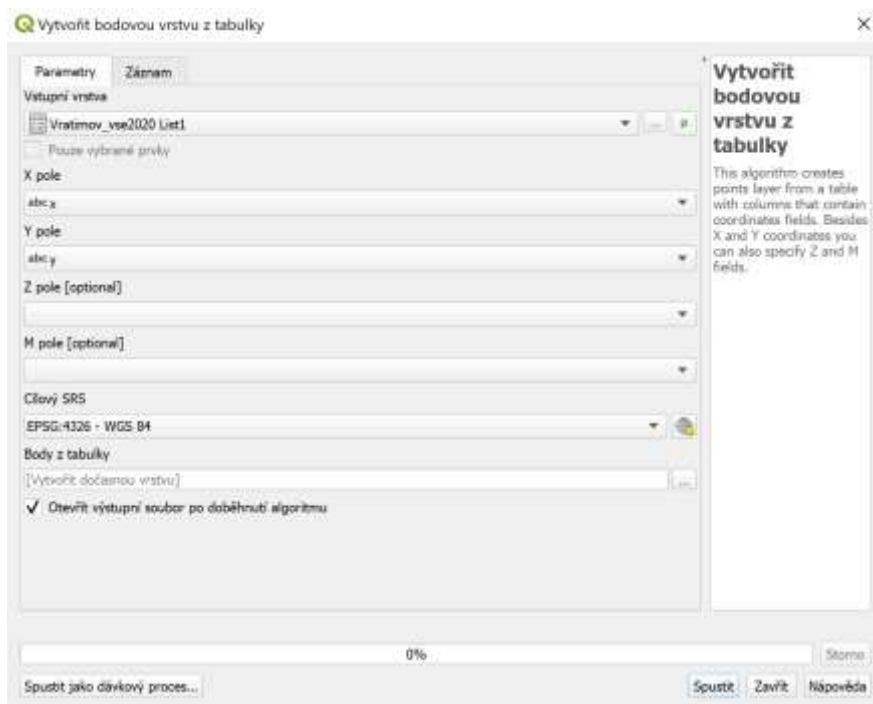 Vytvořit bodovou vrstvu z tabulky
Parametry
Záznam
Vstupní vrstva
Vratimov_vse2020 List1
...
Pouze vybrané prvky
X pole
abc x
Y pole
abc y
Z pole [optional]
M pole [optional]
Cílový SRS
EPSG:4326 - WGS 84
Body z tabulky
[Vytvořit dočasnou vrstvu]
...
Otevřít výstupní soubor po doběhnutí algoritmu
Vytvořit
bodovou
vrstvu z
tabulky
This algorithm creates
points layer from a table
with columns that contain
coordinates fields. Besides
X and Y coordinates you
can also specify Z and M
fields.
0%
Storno
Spustit jako dávkový proces...
Spustit
Zavřít
Nápověda